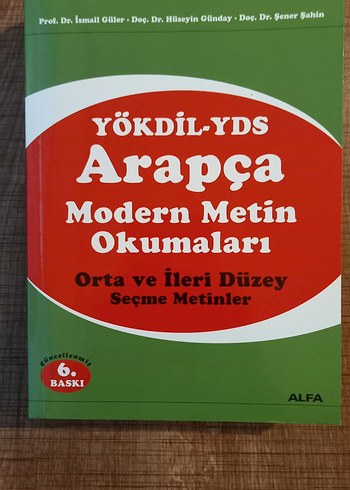 Prof. Dr. İsmail Güler • Doç. Dr. Hüseyin Günday • Doç. Dr. Şener Şahin
YÖKDİL-YDS
Arapça
Modern Metin
Okumaları
Orta ve İleri Düzey
Seçme Metinler
güncellenmiş
6.
BASKI
ALFA